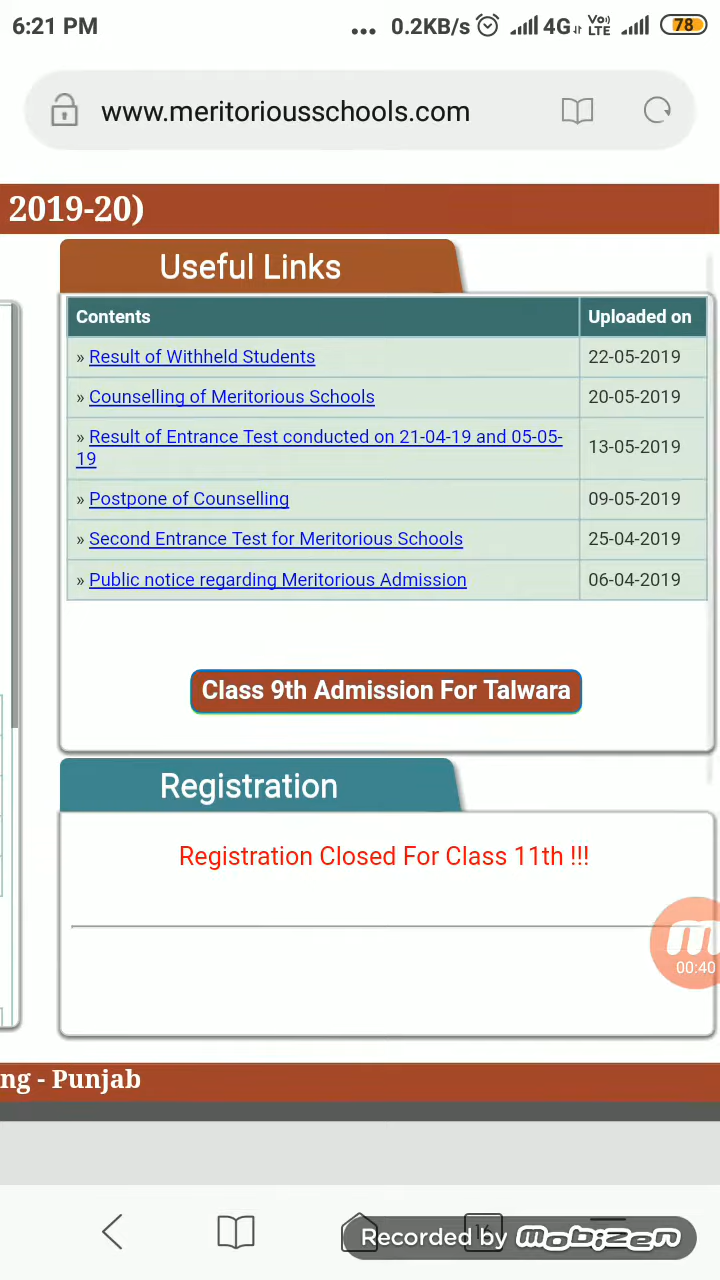 6:21 PM
... 0.2KB/s 4G Vo)) LTE 78
www.meritoriousschools.com
2019-20)
Useful Links
Contents Uploaded on
» Result of Withheld Students 22-05-2019
» Counselling of Meritorious Schools 20-05-2019
» Result of Entrance Test conducted on 21-04-19 and 05-05-
19 13-05-2019
» Postpone of Counselling 09-05-2019
» Second Entrance Test for Meritorious Schools 25-04-2019
» Public notice regarding Meritorious Admission 06-04-2019
Class 9th Admission For Talwara
Registration
Registration Closed For Class 11th !!!
m
00:40
ng - Punjab
16
Recorded by mobizen